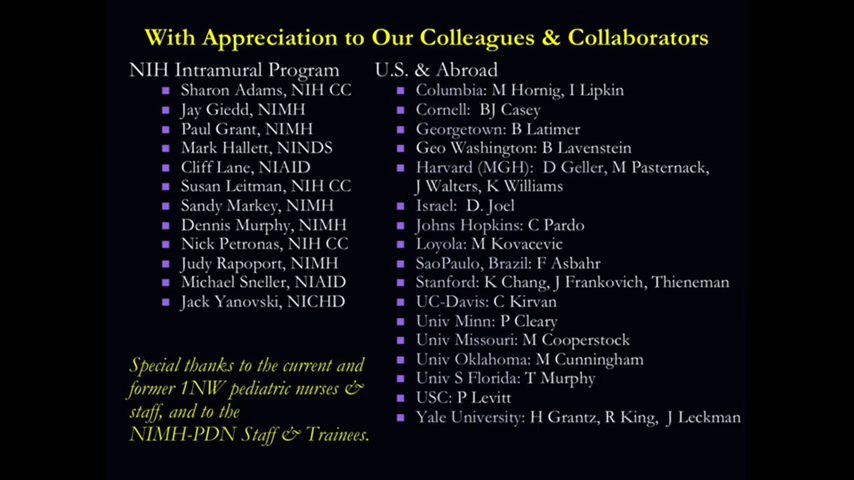 With Appreciation to Our Colleagues & Collaborators
NIH Intramural Program
Sharon Adams, NIH CC
Jay Giedd, NIMH
Paul Grant, NIMH
Mark Hallett, NINDS
Cliff Lane, NIAID
Susan Leitman, NIH CC
Sandy Markey, NIMH
Dennis Murphy, NIMH
Nick Petronas, NIH CC
Judy Rapoport, NIMH
Michael Sneller, NIAID
Jack Yanovski, NICHD
Special thanks to the current and
former 1NW pediatric nurses &
staff, and to the
NIMH-PDN Staff & Trainees.
U.S. & Abroad
Columbia: M Hornig, I Lipkin
Cornell: BJ Casey
Georgetown: B Latimer
Geo Washington: B Lavenstein
Harvard (MGH): D Geller, M Pasternack,
J Walters, K Williams
Israel: D. Joel
Johns Hopkins: C Pardo
Loyola: M Kovacevic
SaoPaulo, Brazil: F Asbahr
Stanford: K Chang, J Frankovich, Thieneman
UC-Davis: C Kirvan
Univ Minn: P Cleary
Univ Missouri: M Cooperstock
Univ Oklahoma: M Cunningham
Univ S Florida: T Murphy
USC: P Levitt
Yale University: H Grantz, R King, J Leckman